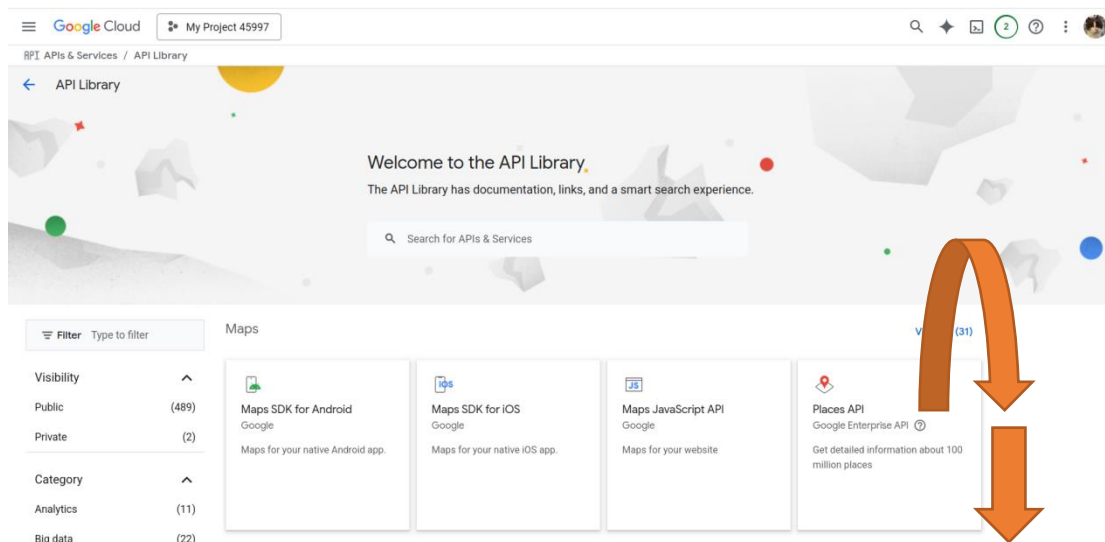 Google Cloud
My Project 45997
2
API APIs & Services / API Library
API Library
Welcome to the API Library.
The API Library has documentation, links, and a smart search experience.
Search for APIs & Services
Filter Type to filter
Maps
(31)
Visibility
Public (489)
Private (2)
Category
Analytics (11)
Big data (22)
Maps SDK for Android
Google
Maps for your native Android app.
iOS
Maps SDK for iOS
Google
Maps for your native iOS app.
JS
Maps JavaScript API
Google
Maps for your website
Places API
Google Enterprise API
Get detailed information about 100
million places